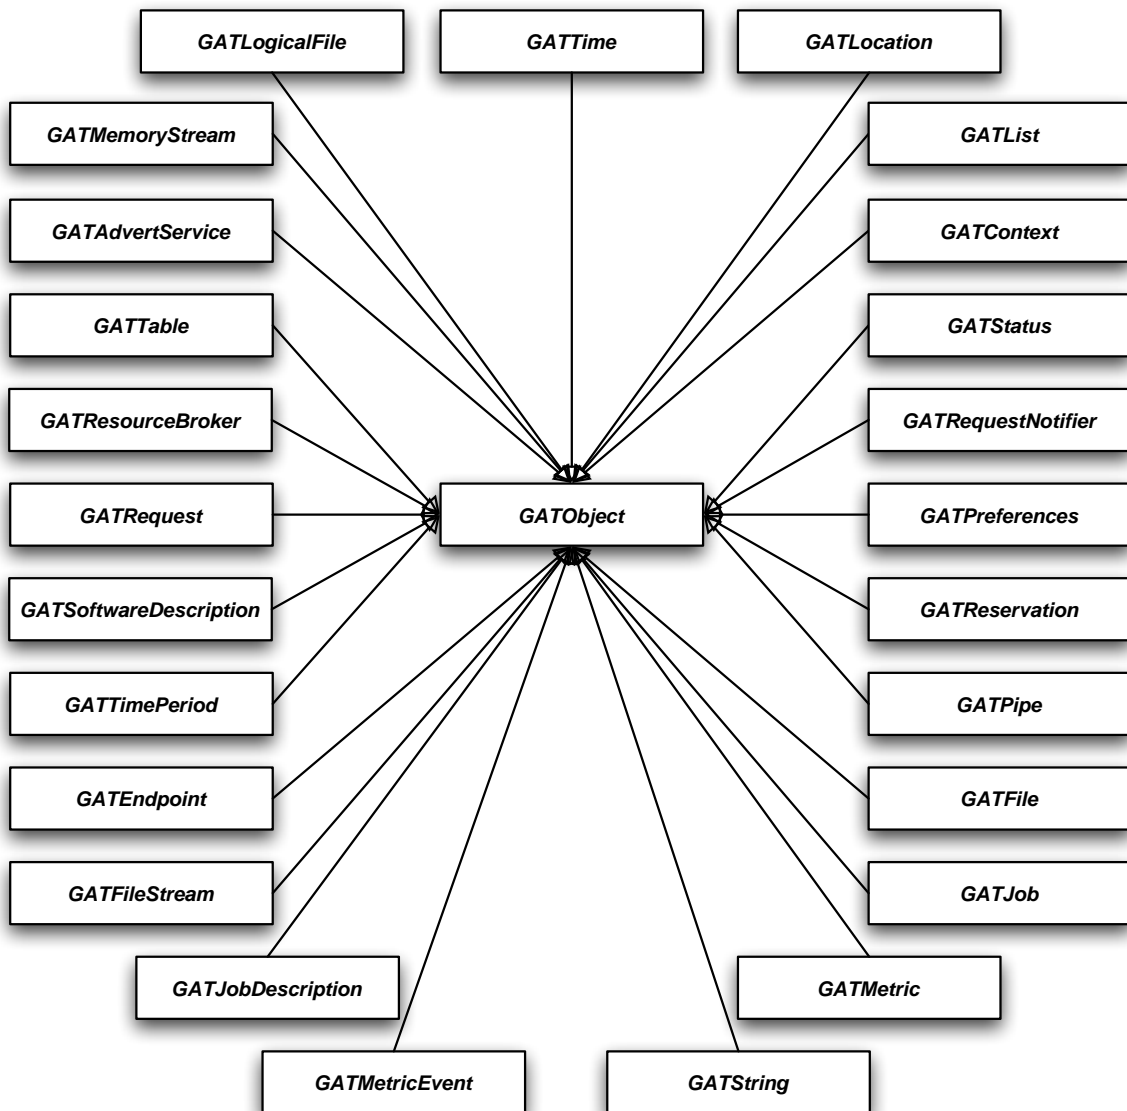 GATLogicalFile
GATTime
GATLocation
GATMemoryStream
GATList
GATAdvertService
GATContext
GATTable
GATStatus
GATResourceBroker
GATRequestNotifier
GATRequest
GATObject
GATPreferences
GATSoftwareDescription
GATReservation
GATTimePeriod
GATPipe
GATEndpoint
GATFile
GATFileStream
GATJob
GATJobDescription
GATMetric
GATMetricEvent
GATString